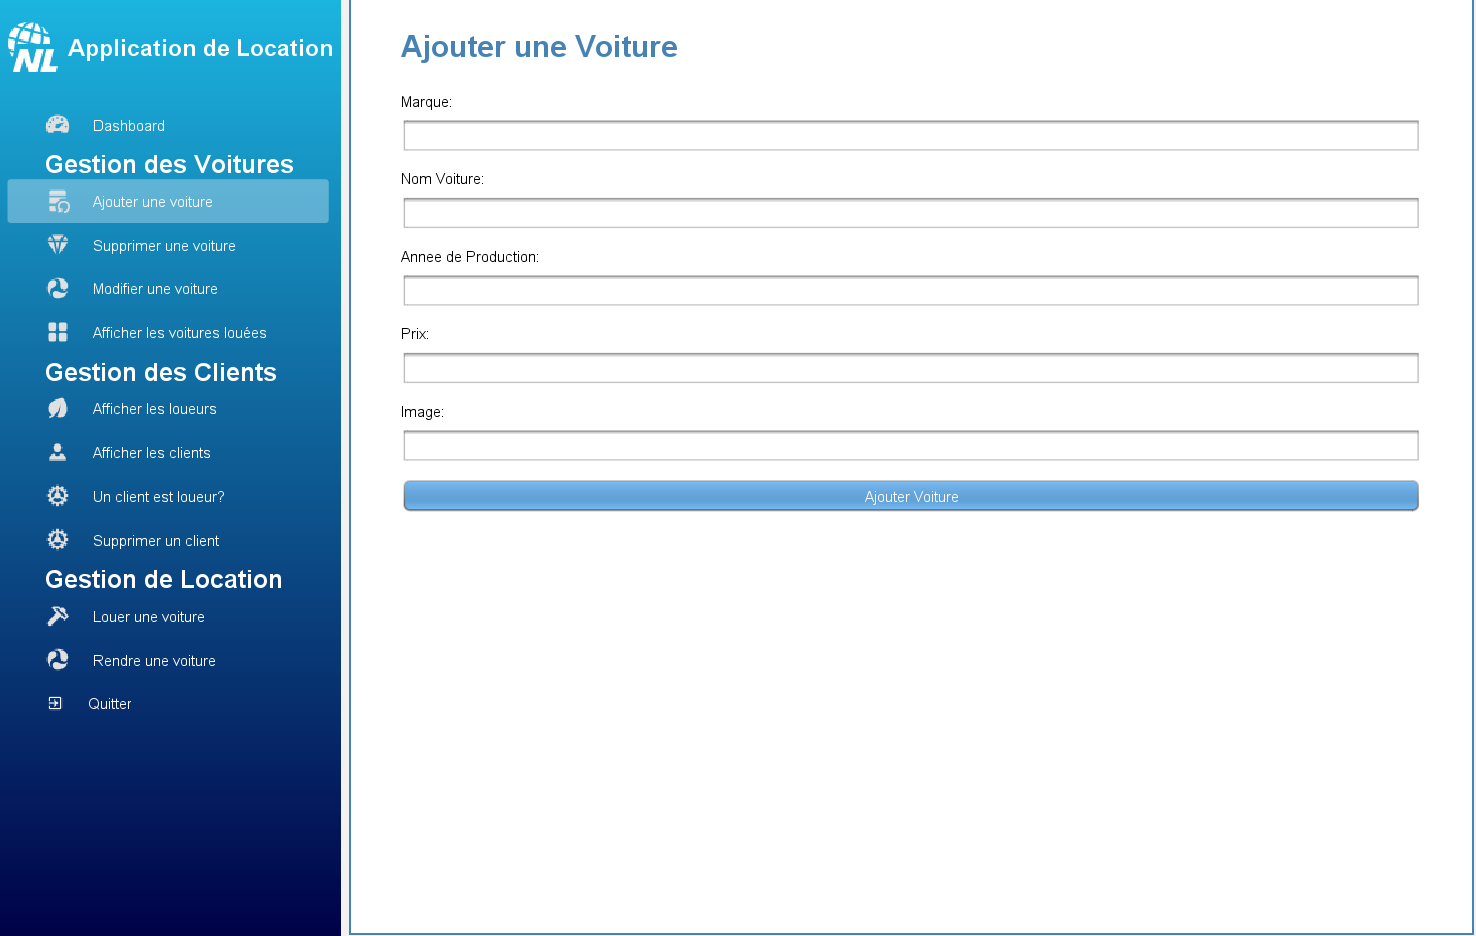 NL
Application de Location
Dashboard
Gestion des Voitures
Ajouter une voiture
Supprimer une voiture
Modifier une voiture
Afficher les voitures louées
Gestion des Clients
Afficher les loueurs
Afficher les clients
Un client est loueur?
Supprimer un client
Gestion de Location
Louer une voiture
Rendre une voiture
Quitter
Ajouter une Voiture
Marque:
Nom Voiture:
Annee de Production:
Prix:
Image:
Ajouter Voiture